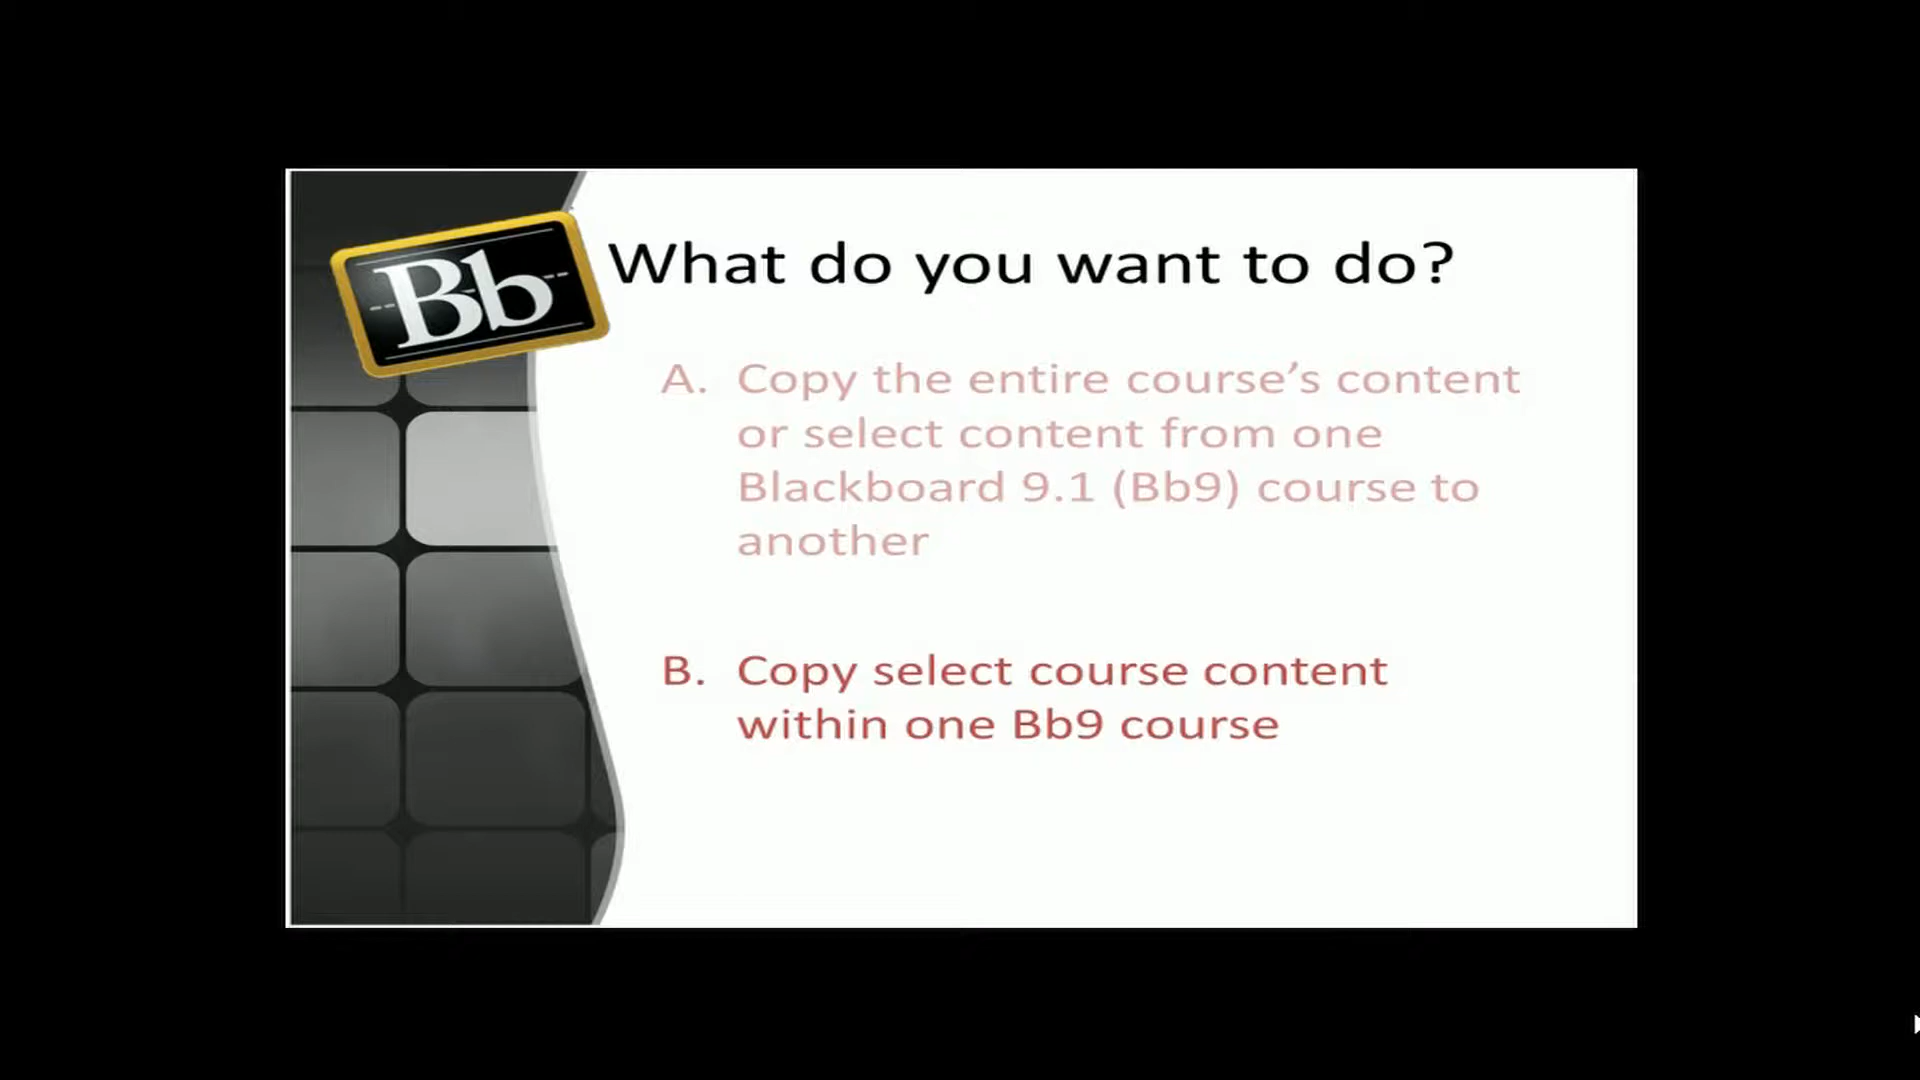 Bb
What do you want to do?
A. Copy the entire course’s content
or select content from one
Blackboard 9.1 (Bb9) course to
another
B. Copy select course content
within one Bb9 course